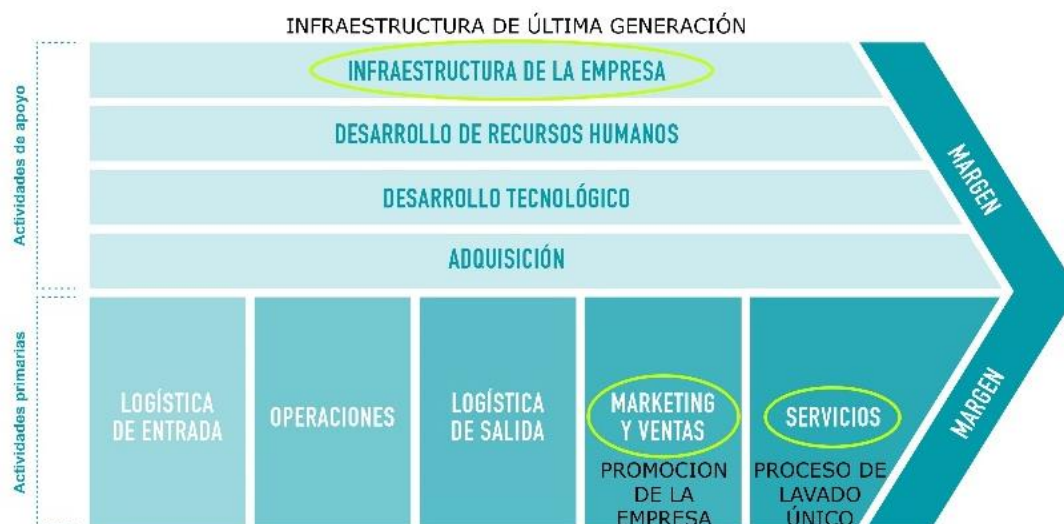 INFRAESTRUCTURA DE ÚLTIMA GENERACIÓN
INFRAESTRUCTURA DE LA EMPRESA
DESARROLLO DE RECURSOS HUMANOS
DESARROLLO TECNOLÓGICO
ADQUISICIÓN
Actividades de apoyo
MARGEN
Actividades primarias
LOGÍSTICA
DE ENTRADA
OPERACIONES
LOGÍSTICA
DE SALIDA
MARKETING
Y VENTAS
PROMOCION
DE LA
EMPRESA
SERVICIOS
PROCESO DE
LAVADO
ÚNICO
MARGEN